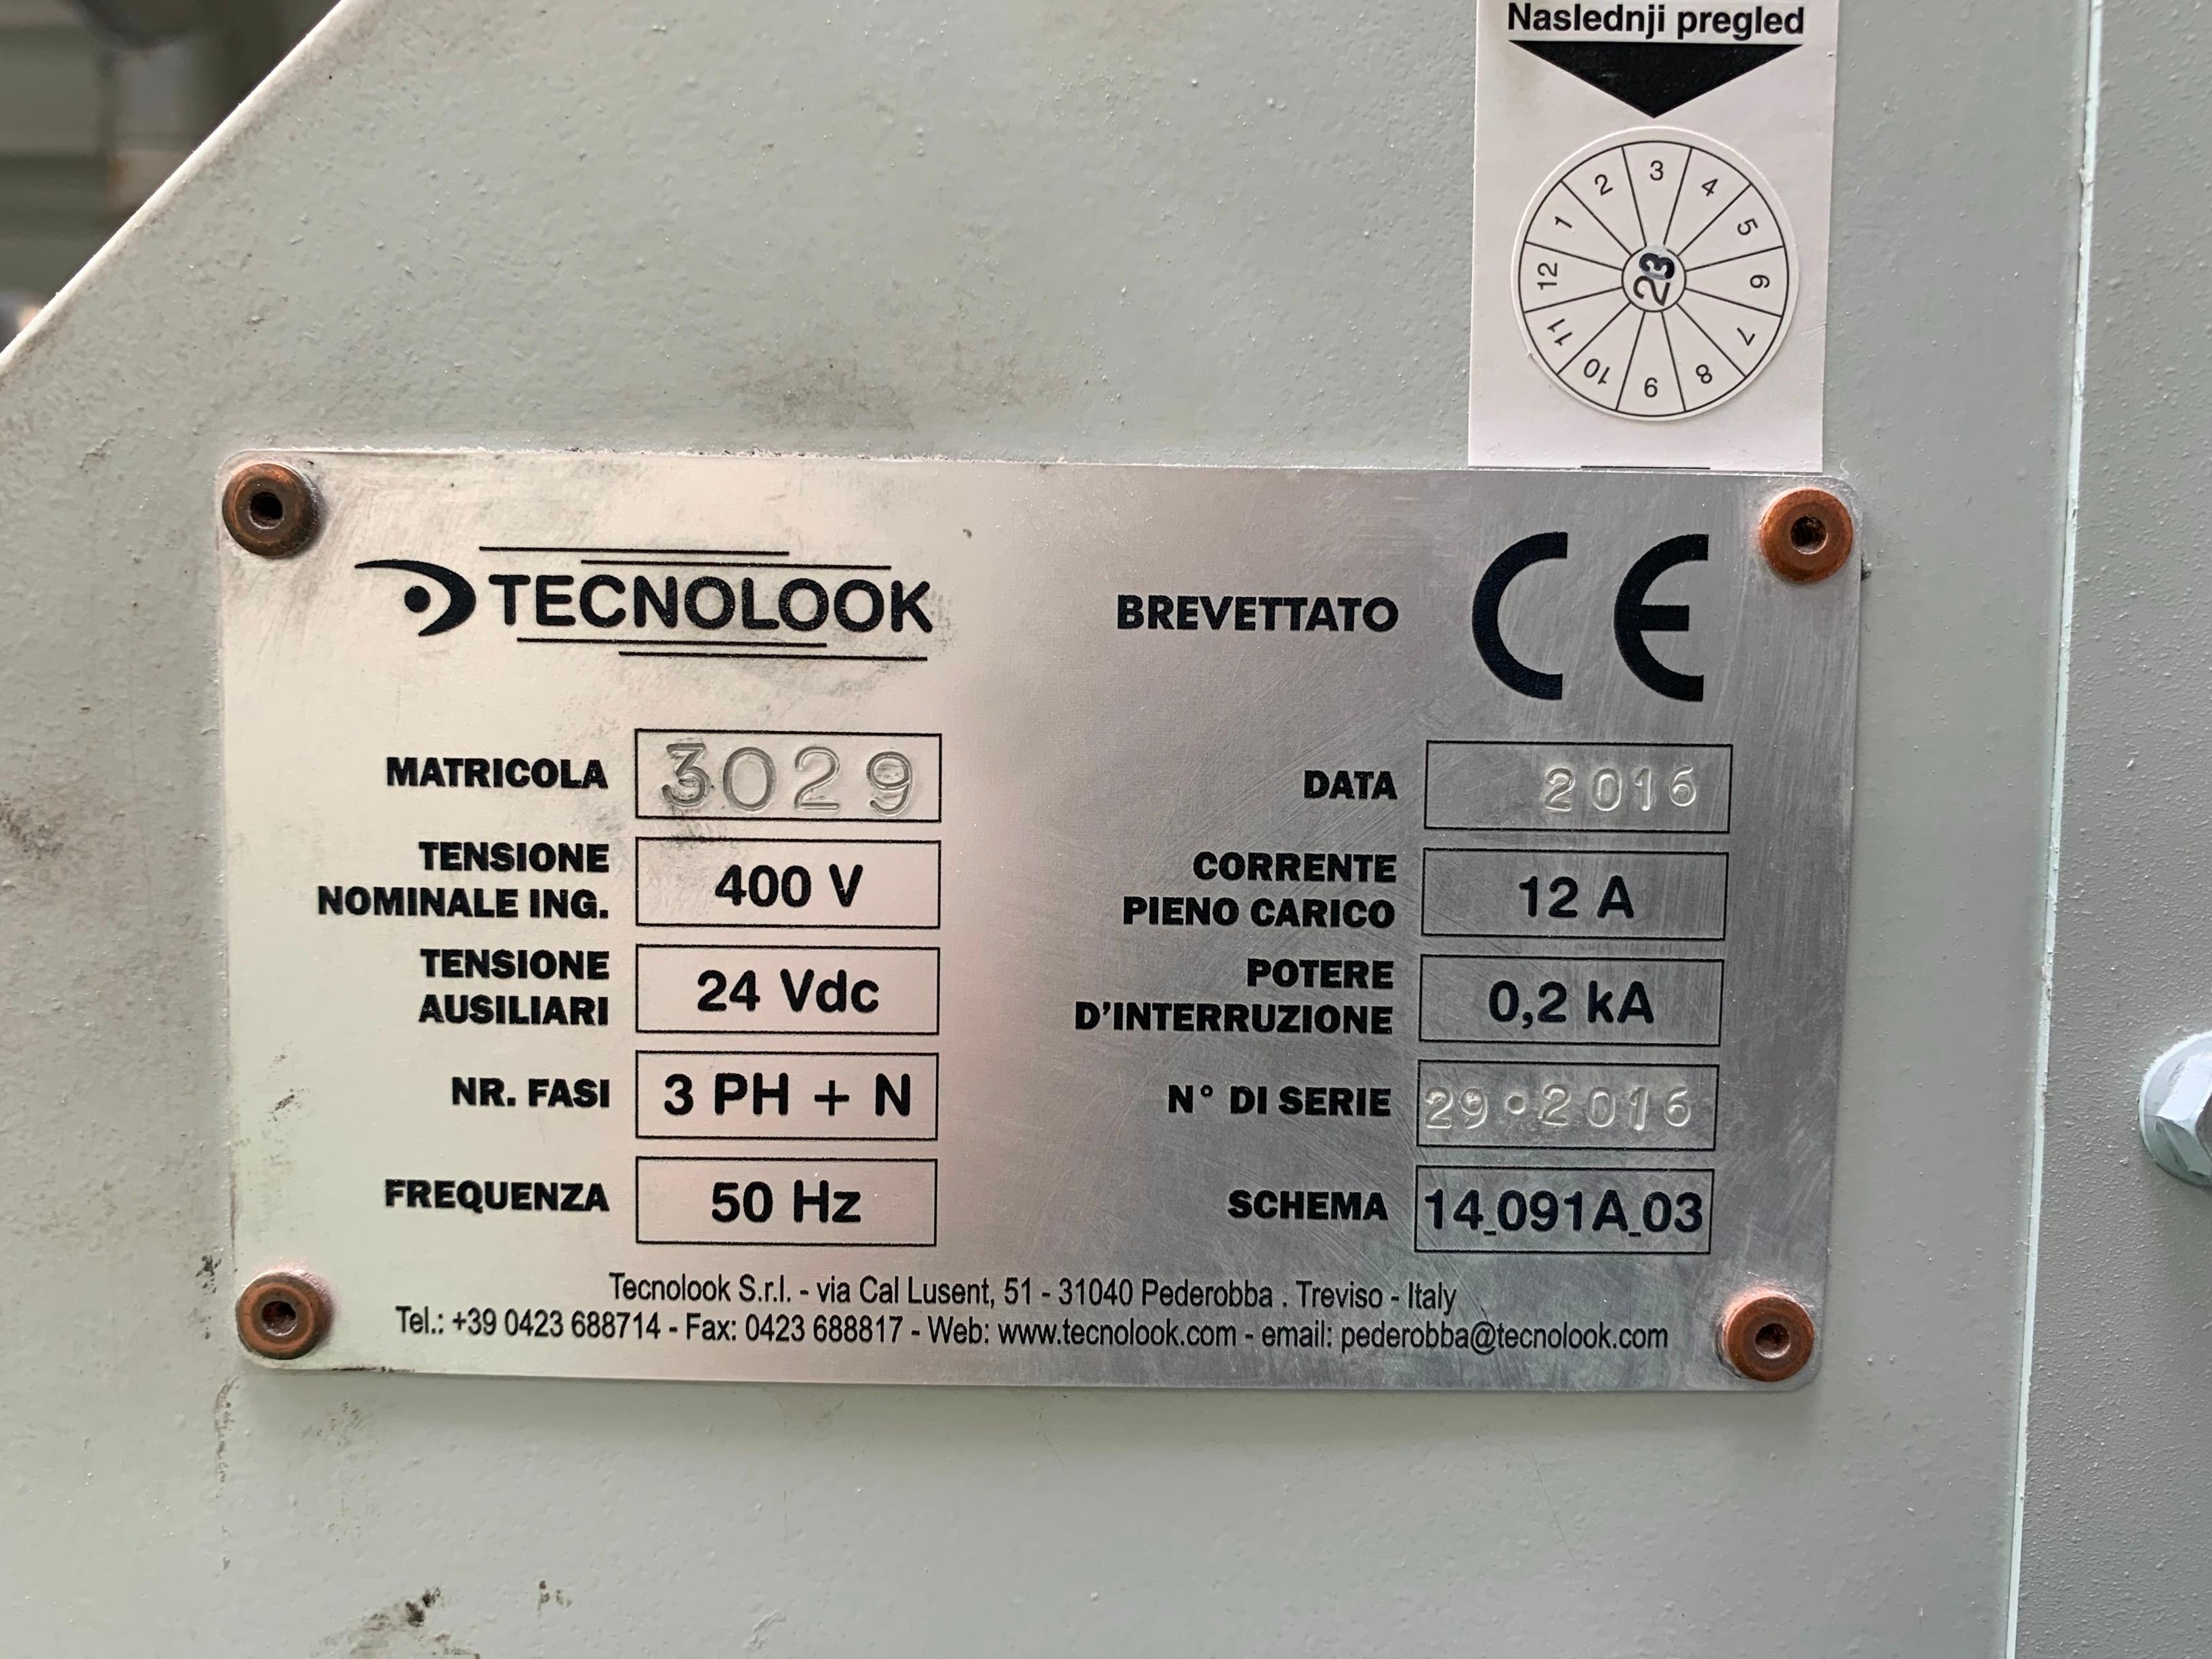 Naslednji pregled
1 2 3 4 5 6 7 8 9 10 11 12
23
TECNOLOOK
BREVETTATO CE
MATRICOLA 3029
DATA 2016
TENSIONE
NOMINALE ING. 400 V
CORRENTE
PIENO CARICO 12 A
TENSIONE
AUSILIARI 24 Vdc
POTERE
D'INTERRUZIONE 0,2 kA
NR. FASI 3 PH + N
N° DI SERIE 29•2016
FREQUENZA 50 Hz
SCHEMA 14_091A_03
Tecnolook S.r.l. - via Cal Lusent, 51 - 31040 Pederobba . Treviso - Italy
Tel.: +39 0423 688714 - Fax: 0423 688817 - Web: www.tecnolook.com - email: pederobba@tecnolook.com